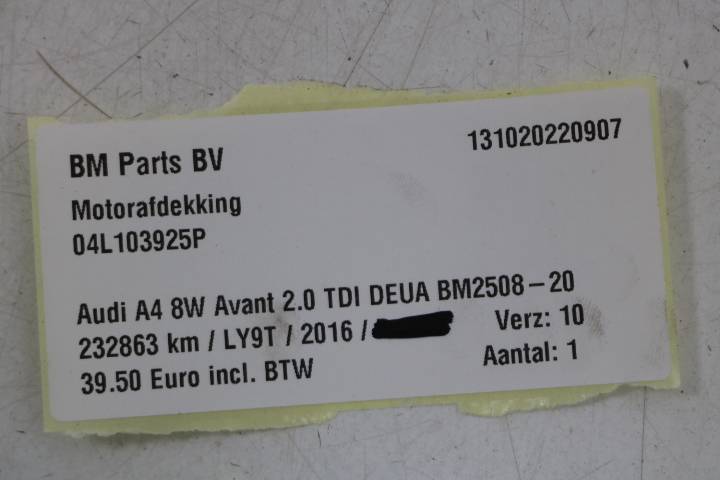 BM Parts BV 131020220907
Motorafdekking
04L103925P
Audi A4 8W Avant 2.0 TDI DEUA BM2508-20
232863 km / LY9T / 2016 / Verz: 10
39.50 Euro incl. BTW Aantal: 1